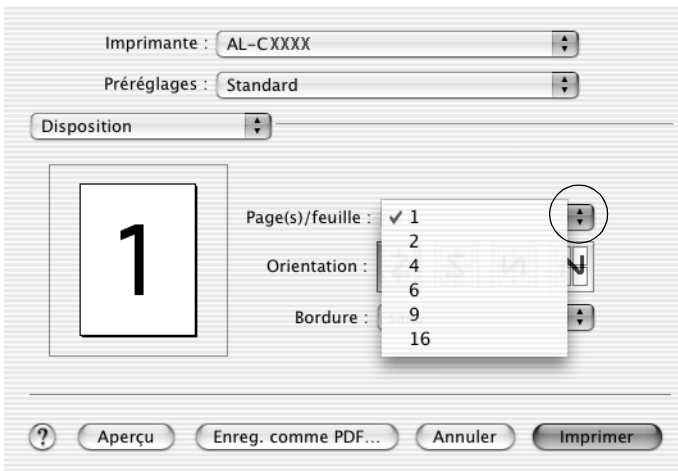 Imprimante : AL-CXXXX
Préréglages : Standard
Disposition
1
Page(s)/feuille : ✓ 1
2
Orientation : 4
6
Bordure : 9
16
? Aperçu Enreg. comme PDF... Annuler Imprimer